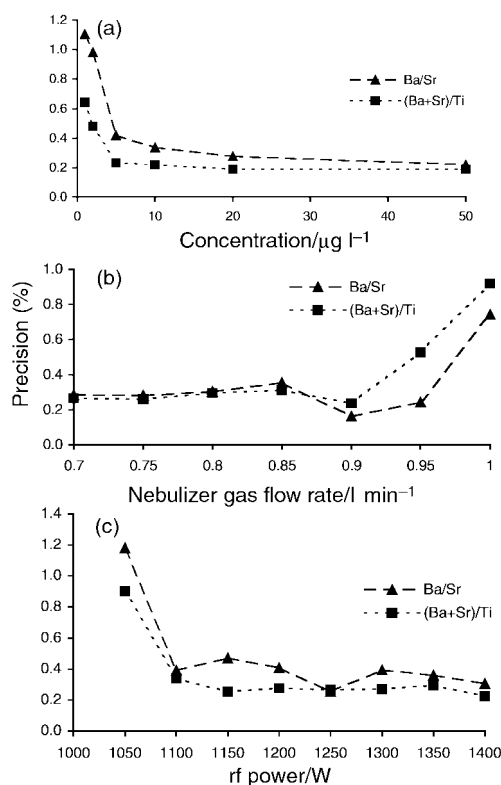 (a)
1.2
1.0
0.8
0.6
0.4
0.2
0.0
Ba/Sr
(Ba+Sr)/Ti
0 10 20 30 40 50
Concentration/µg l⁻¹
(b)
Precision (%)
1.0
0.8
0.6
0.4
0.2
0.0
Ba/Sr
(Ba+Sr)/Ti
0.7 0.75 0.8 0.85 0.9 0.95 1
Nebulizer gas flow rate/l min⁻¹
(c)
1.4
1.2
1.0
0.8
0.6
0.4
0.2
0.0
Ba/Sr
(Ba+Sr)/Ti
1000 1050 1100 1150 1200 1250 1300 1350 1400
rf power/W